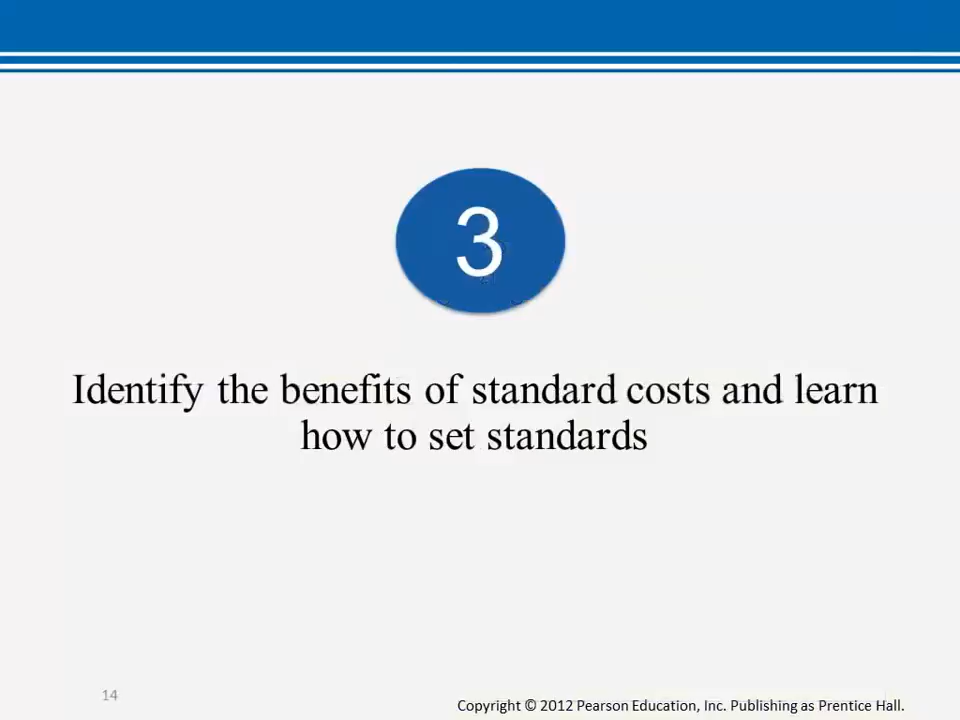 3
Identify the benefits of standard costs and learn
how to set standards
14
Copyright © 2012 Pearson Education, Inc. Publishing as Prentice Hall.